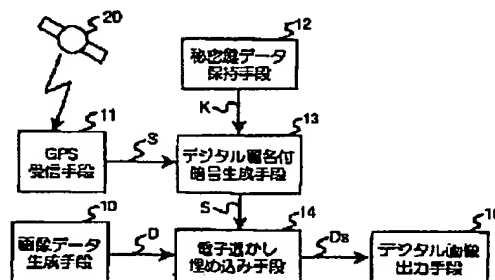 20
12
秘密鍵データ
保持手段
K
11
13
GPS
受信手段
S
デジタル署名付
暗号生成手段
S
10
14
画像データ
生成手段
D
電子透かし
埋め込み手段
Ds
デジタル画像
出力手段